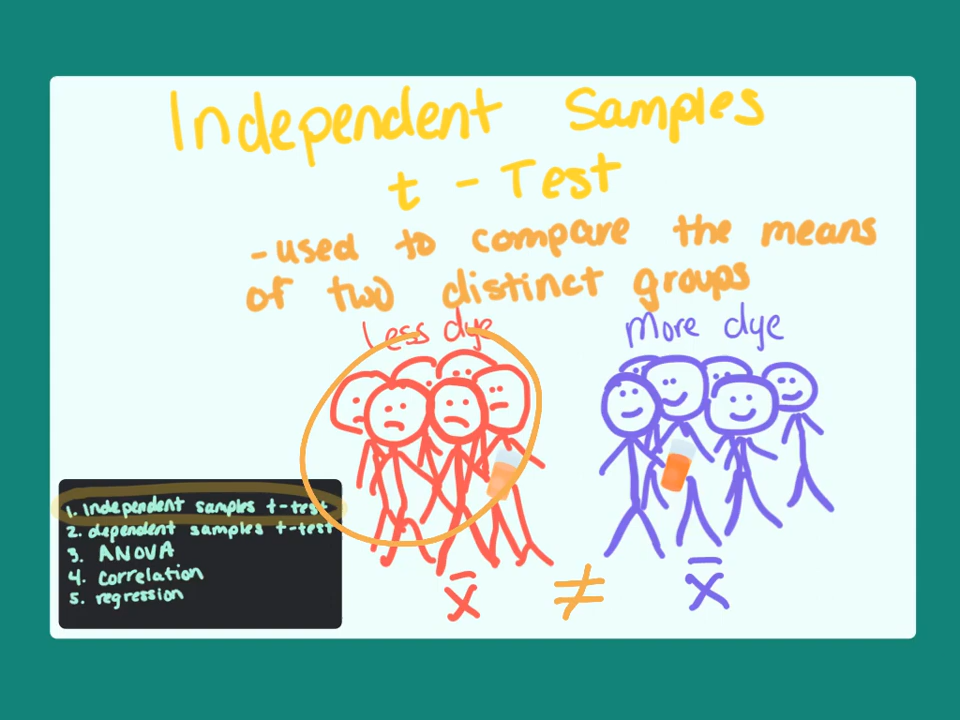 Independent Samples
t - Test
- used to compare the means
of two distinct groups
Less dye
More dye
1. independent samples t-test
2. dependent samples t-test
3. ANOVA
4. correlation
5. regression
x̄ ≠ x̄